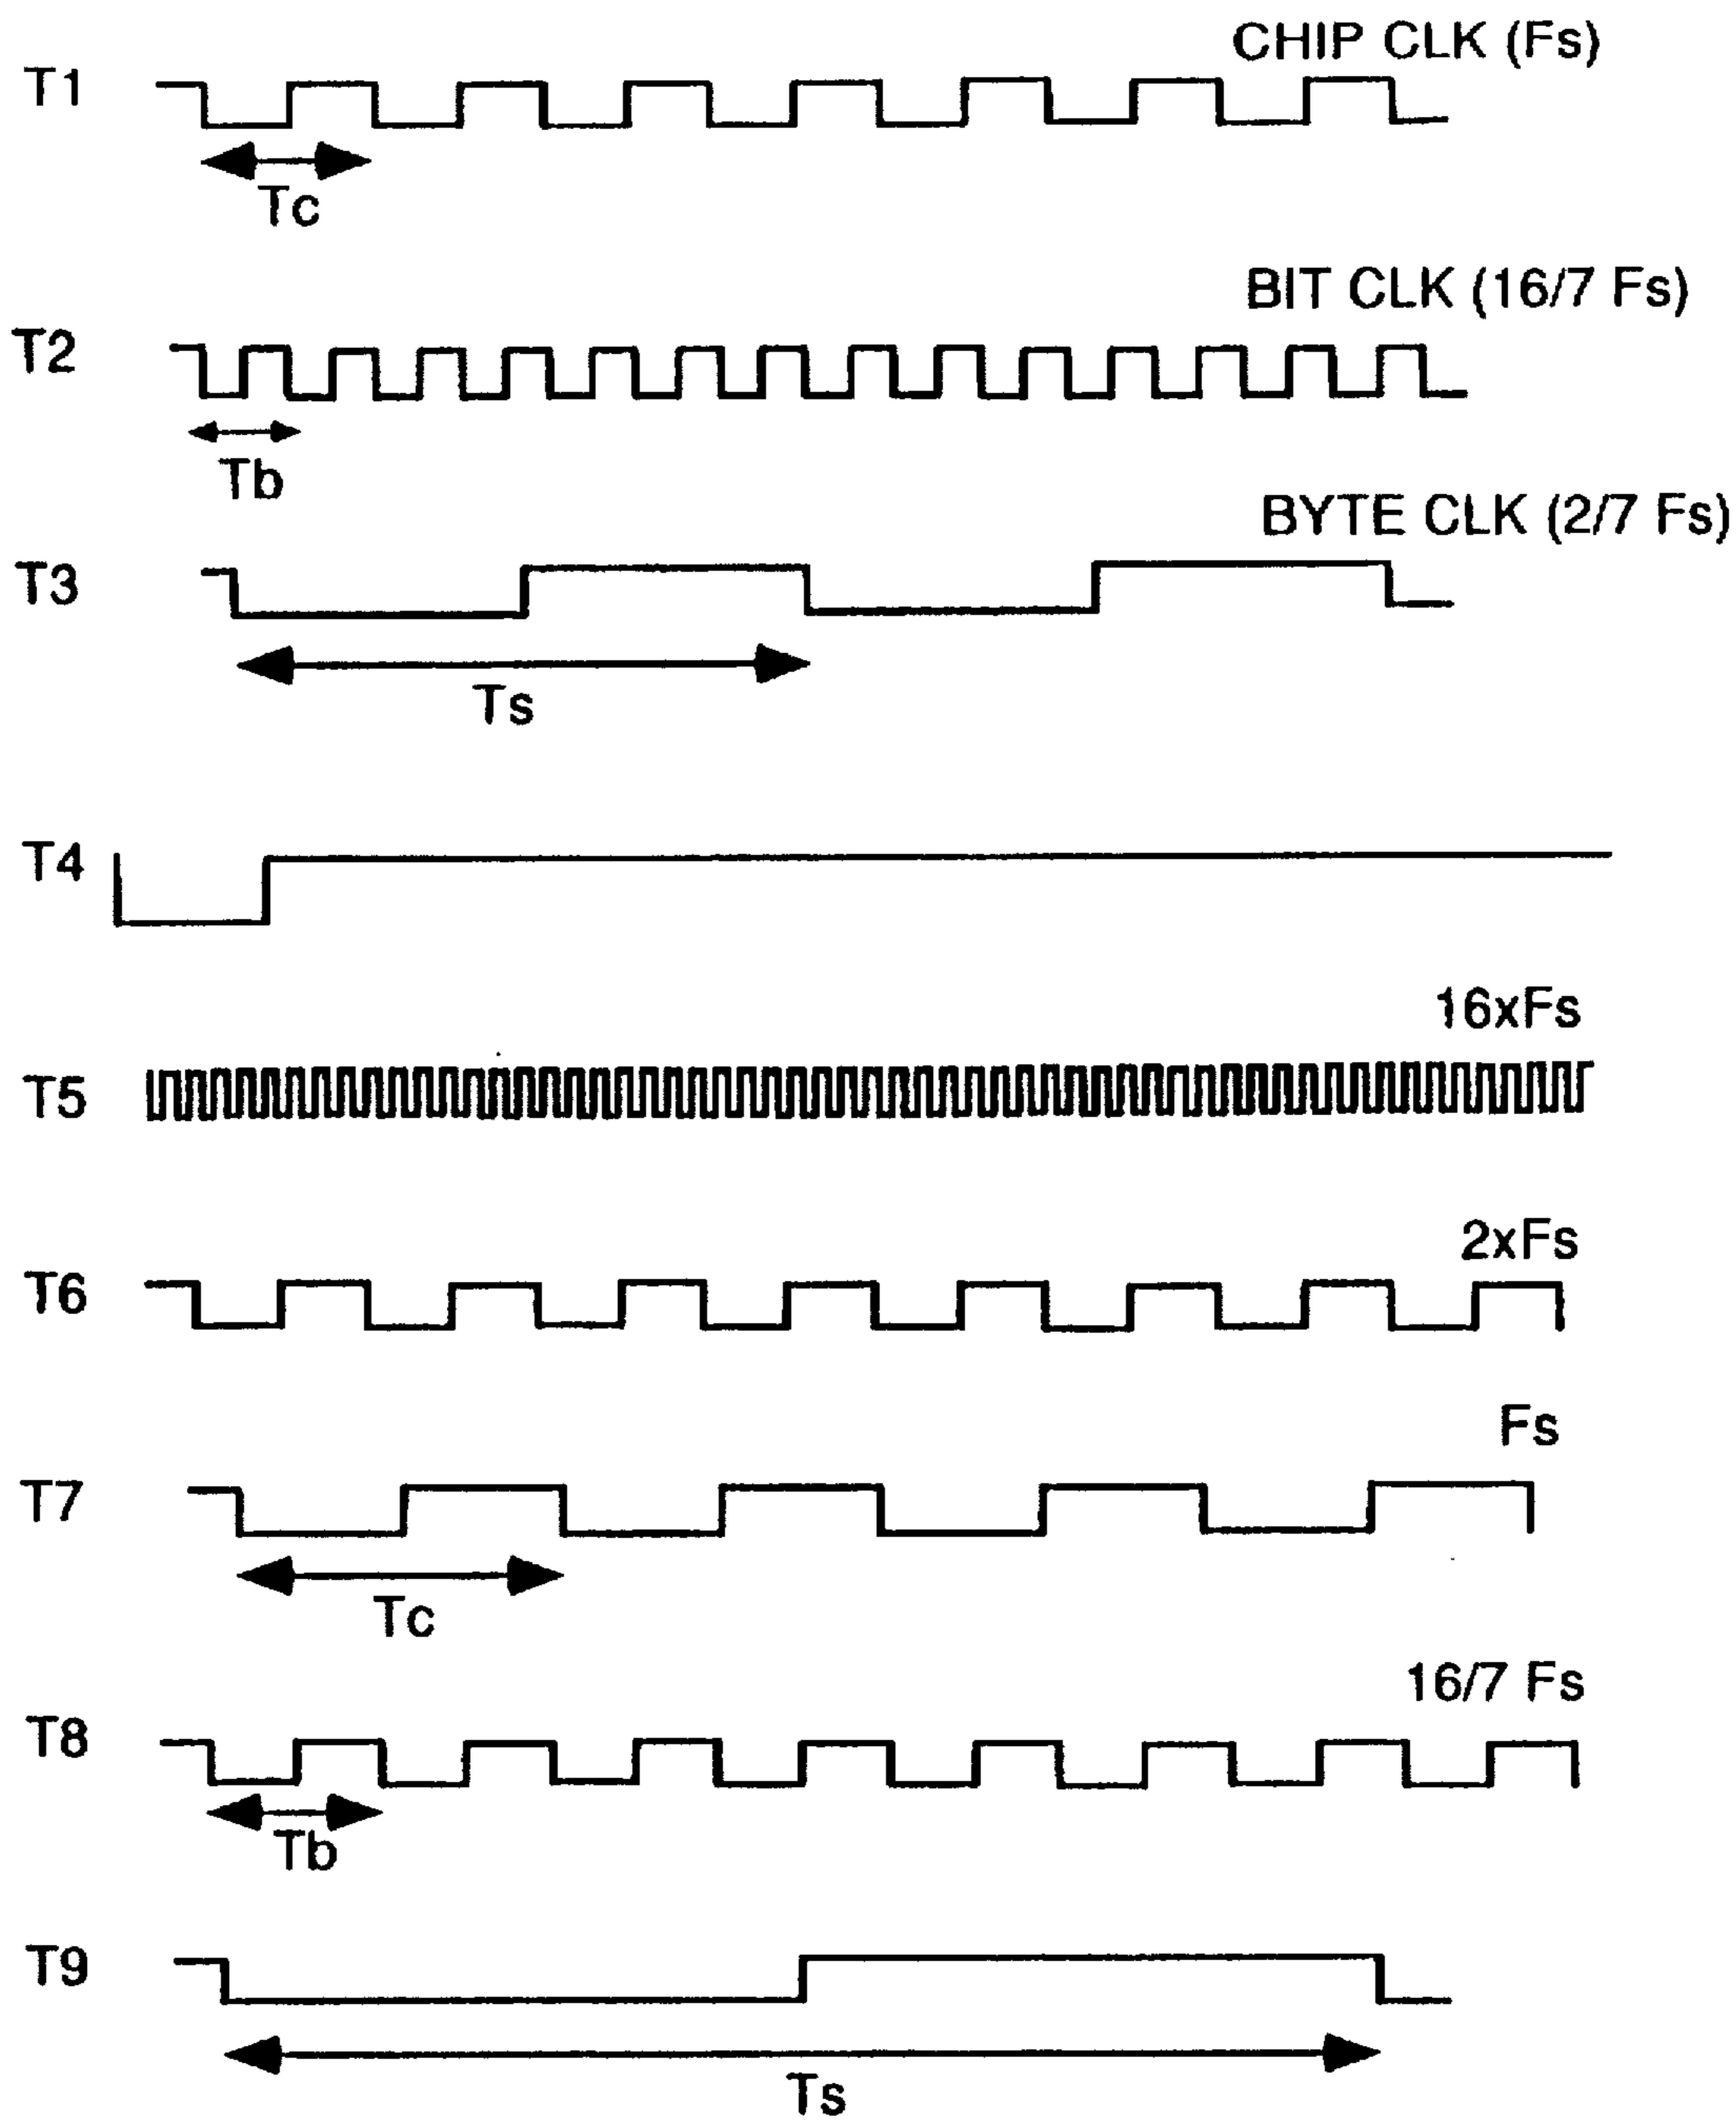 CHIP CLK (Fs)
T1
Tc
BIT CLK (16/7 Fs)
T2
Tb
BYTE CLK (2/7 Fs)
T3
Ts
T4
16xFs
T5
2xFs
T6
Fs
T7
Tc
16/7 Fs
T8
Tb
T9
Ts